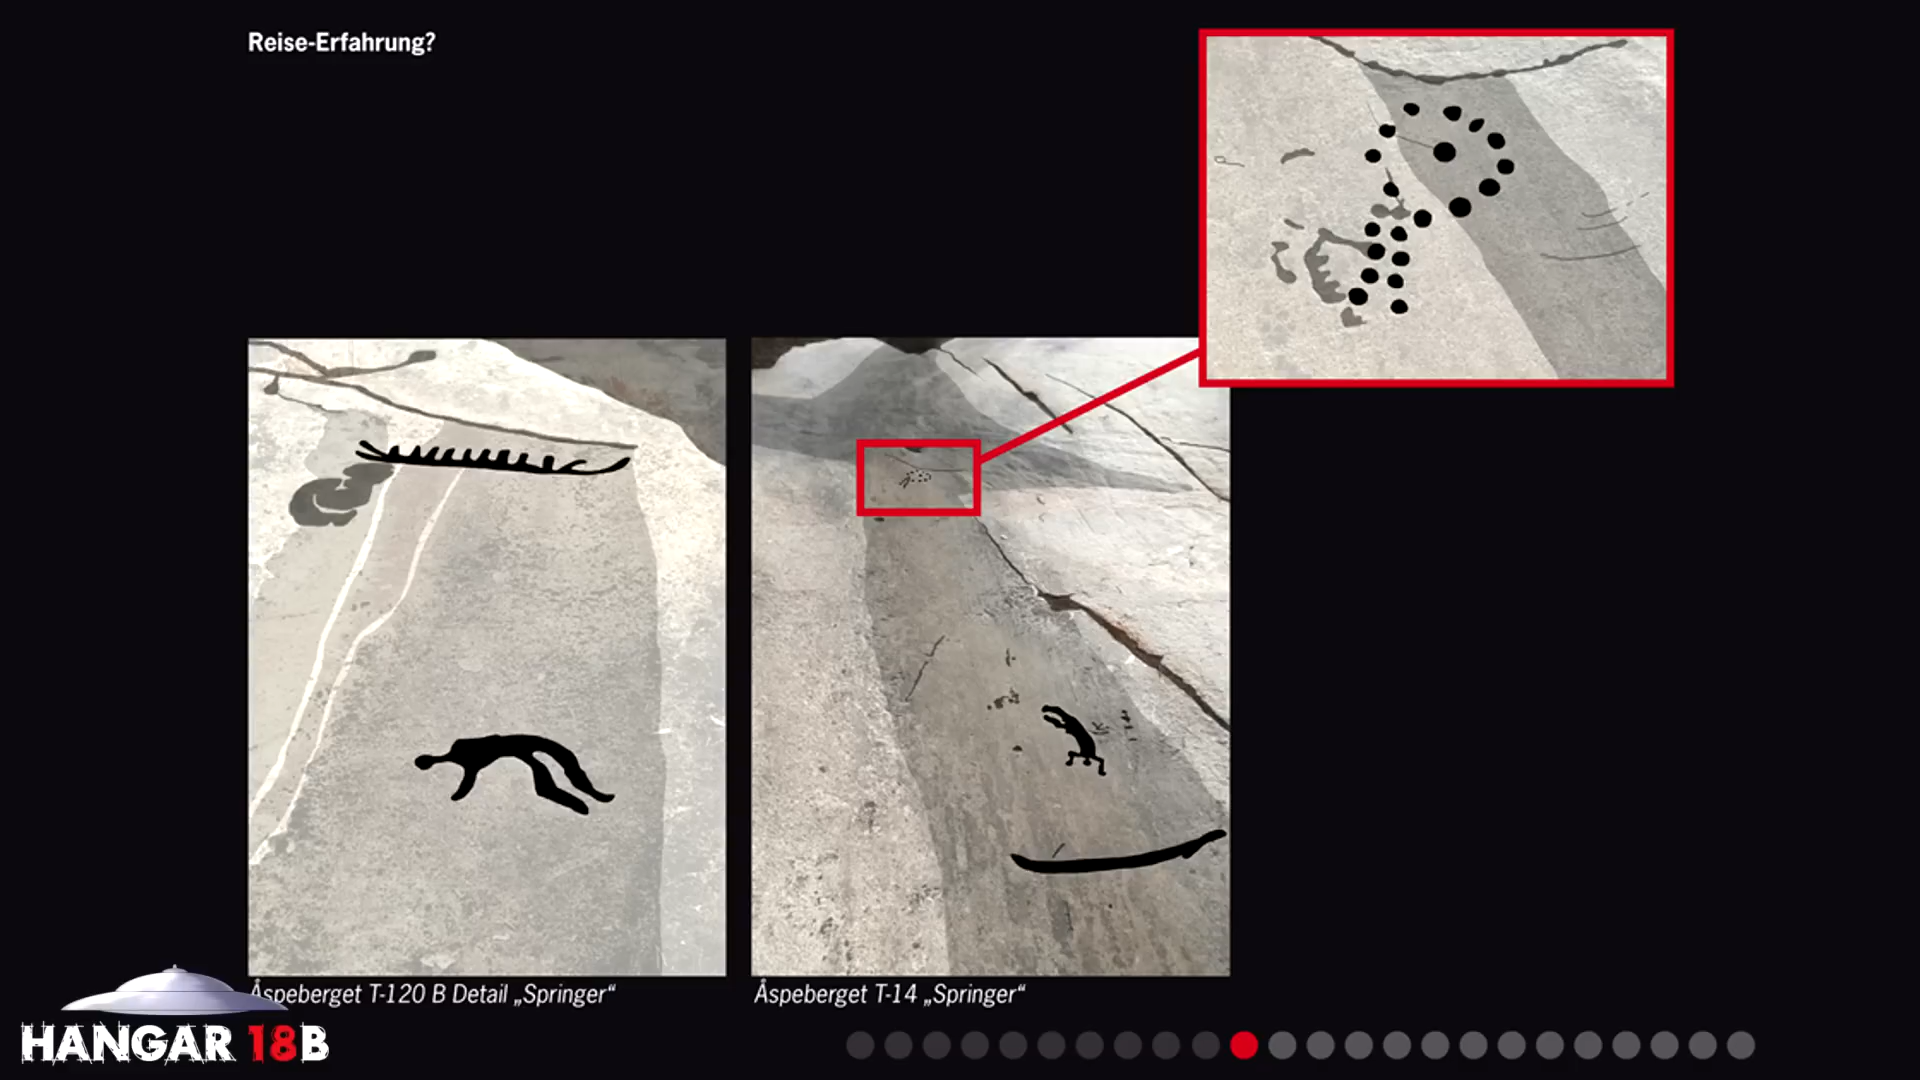 Reise-Erfahrung?
Åspeberget T-120 B Detail „Springer“
Åspeberget T-14 „Springer“
HANGAR 18B